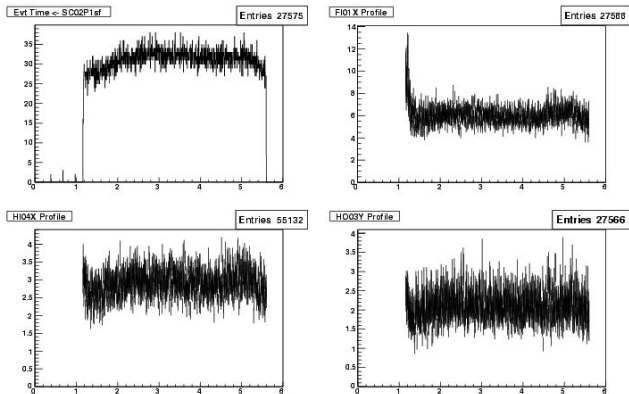 Evt Time <- SC02P1sf
Entries 27575
35
30
25
20
15
10
5
0
0 1 2 3 4 5 6
FI01X Profile
Entries 27588
14
12
10
8
6
4
2
0
0 1 2 3 4 5 6
HI04X Profile
Entries 55132
4
3.5
3
2.5
2
1.5
1
0.5
0
0 1 2 3 4 5 6
HO03Y Profile
Entries 27566
4
3.5
3
2.5
2
1.5
1
0.5
0
0 1 2 3 4 5 6